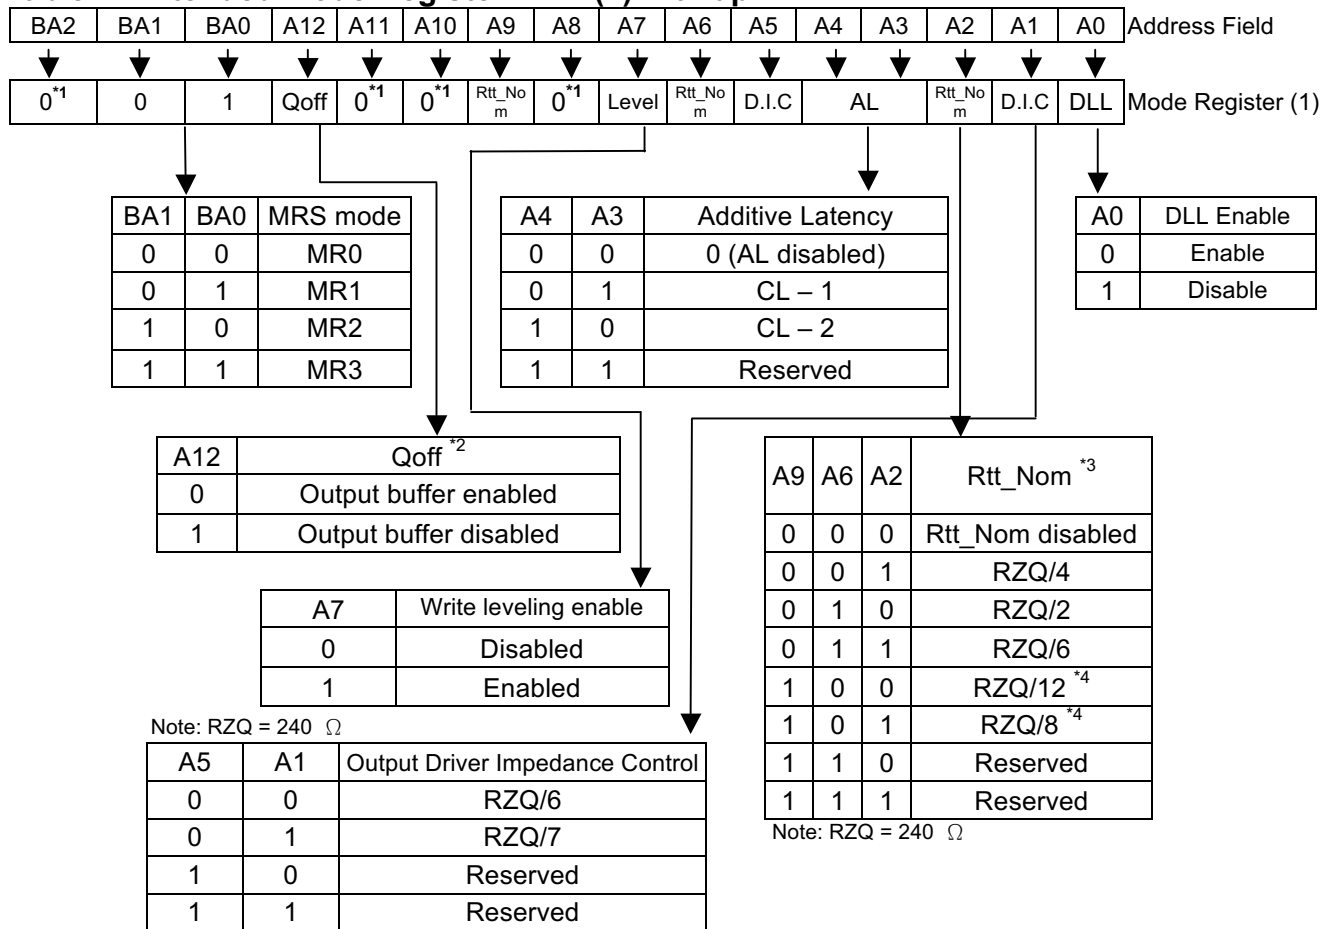 BA2 BA1 BA0 A12 A11 A10 A9 A8 A7 A6 A5 A4 A3 A2 A1 A0 Address Field
0*1 0 1 Qoff 0*1 0*1 Rtt_Nom 0*1 Level Rtt_Nom D.I.C AL Rtt_Nom D.I.C DLL Mode Register (1)
BA1 BA0 MRS mode
0 0 MR0
0 1 MR1
1 0 MR2
1 1 MR3
A4 A3 Additive Latency
0 0 0 (AL disabled)
0 1 CL – 1
1 0 CL – 2
1 1 Reserved
A0 DLL Enable
0 Enable
1 Disable
A12 Qoff *2
0 Output buffer enabled
1 Output buffer disabled
A9 A6 A2 Rtt_Nom *3
0 0 0 Rtt_Nom disabled
0 0 1 RZQ/4
0 1 0 RZQ/2
0 1 1 RZQ/6
1 0 0 RZQ/12 *4
1 0 1 RZQ/8 *4
1 1 0 Reserved
1 1 1 Reserved
Note: RZQ = 240 Ω
A7 Write leveling enable
0 Disabled
1 Enabled
Note: RZQ = 240 Ω
A5 A1 Output Driver Impedance Control
0 0 RZQ/6
0 1 RZQ/7
1 0 Reserved
1 1 Reserved